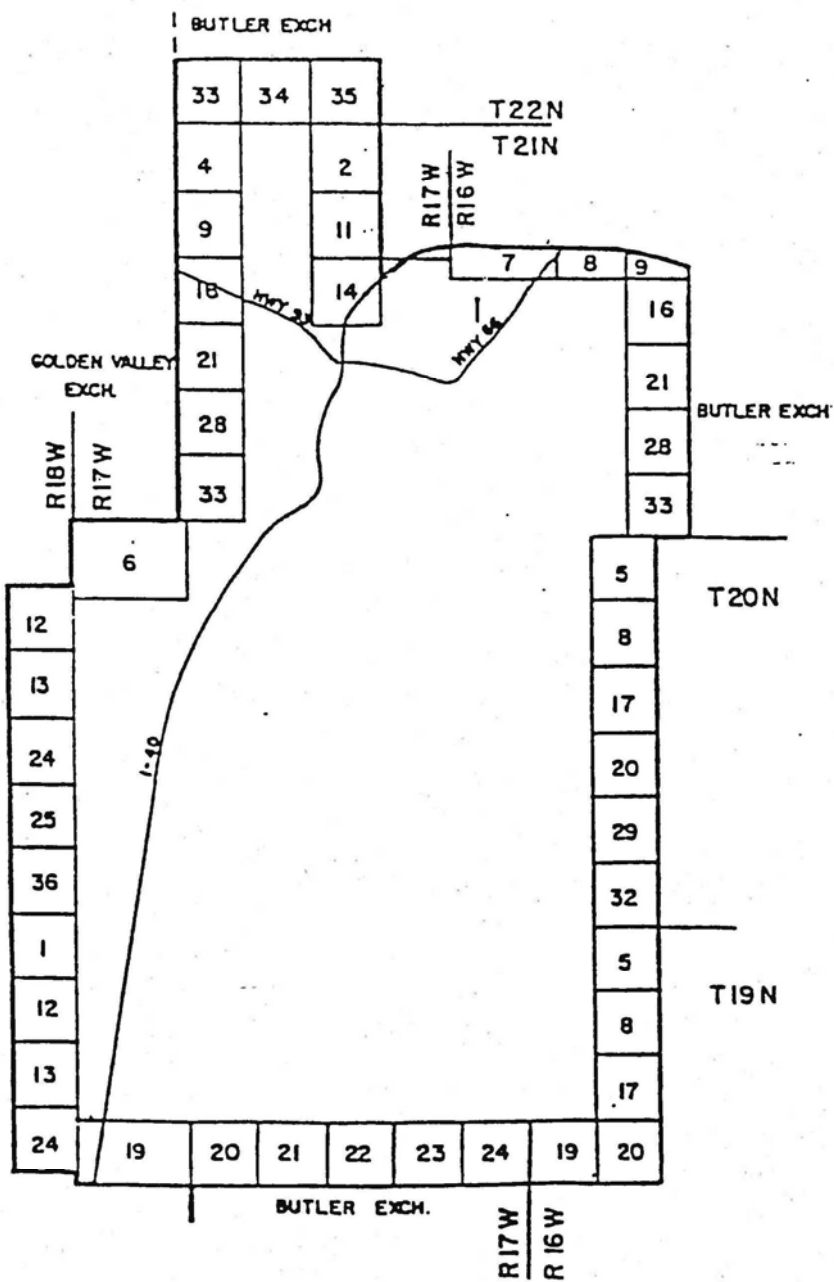 BUTLER EXCH
33 34 35
T22N
T21N
4 2
R17W R16W
9 11
7 8 9
16 14 16
HWY 66
GOLDEN VALLEY
EXCH.
21 21
BUTLER EXCH
R18W R17W
28 28
33 33
6
5
T20N
12
8
13
17
I-40
24
20
25
29
36
32
1
5
T19N
12
8
13
17
24 19 20 21 22 23 24 19 20
BUTLER EXCH.
R17W R16W